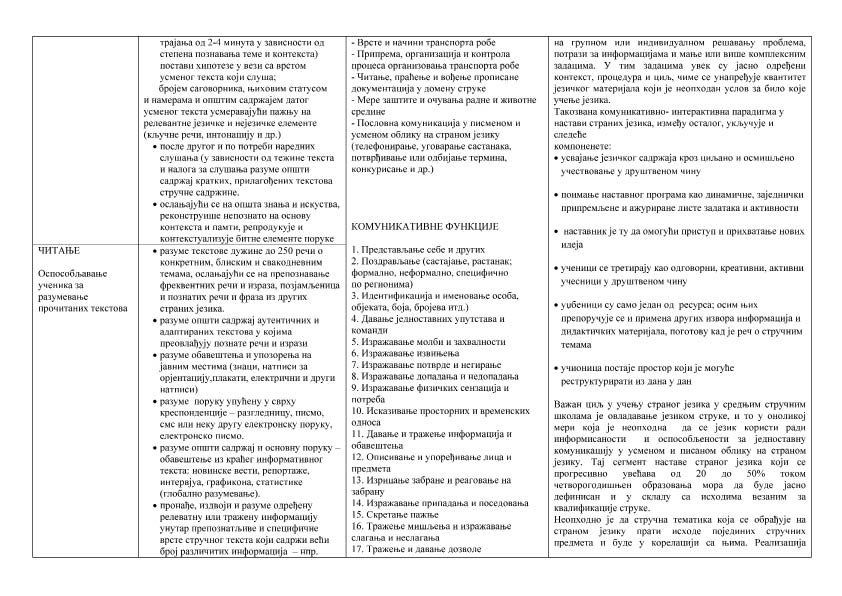 трајања од 2-4 минута у зависности од
степена познавања теме и контекста)
постави хипотезе у вези са врстом
усменог текста који слуша;
бројем саговорника, њиховим статусом
и намерама и општим садржајем датог
усменог текста усмеравајући пажњу на
релевантне језичке и нејезичке елементе
(кључне речи, интонацију и др.)
• после другог и по потреби наредних
слушања (у зависности од тежине текста
и налога за слушања разуме општи
садржај кратких, прилагођених текстова
стручне садржине.
• ослањајући се на општа знања и искуства,
реконструише непознато на основу
контекста и памти, репродукује и
контекстуализује битне елементе поруке
ЧИТАЊЕ
Оспособљавање
ученика за
разумевање
прочитаних текстова
• разуме текстове дужине до 250 речи о
конкретним, блиским и свакодневним
темама, ослањајући се на препознавање
фреквентних речи и израза, позјамљеница
и познатих речи и фраза из других
страних језика.
• разуме општи садржај аутентичних и
адаптираних текстова у којима
преовлађују познате речи и изрази
• разуме обавештења и упозорења на
јавним местима (знаци, натписи за
орјентацију,плакати, електрични и други
натписи)
• разуме поруку упућену у сврху
креспонденције – разгледницу, писмо,
смс или неку другу електронску поруку,
електронско писмо.
• разуме општи садржај и основну поруку –
обавештење из краћег информативног
текста: новинске вести, репортаже,
интервјуа, графикона, статистике
(глобално разумевање).
• пронађе, издвоји и разуме одређену
релеватну или тражену информацију
унутар препознатљиве и специфичне
врсте стручног текста који садржи већи
број различитих информација – нпр.
- Врсте и начини транспорта робе
- Припрема, организација и контрола
процеса организовања транспорта робе
- Читање, праћење и вођење прописане
документација у домену струке
- Мере заштите и очувања радне и животне
средине
- Пословна комуникација у писменом и
усменом облику на страном језику
(телефонирање, уговарање састанака,
потврђивање или одбијање термина,
конкурисање и др.)
КОМУНИКАТИВНЕ ФУНКЦИЈЕ
1. Представљање себе и других
2. Поздрављање (састајање, растанак;
формално, неформално, специфично
по регионима)
3. Идентификација и именовање особа,
објеката, боја, бројева итд.)
4. Давање једноставних упутстава и
команди
5. Изражавање молби и захвалности
6. Изражавање извињења
7. Изражавање потврде и негирање
8. Изражавање допадања и недопадања
9. Изражавање физичких сензација и
потреба
10. Исказивање просторних и временских
односа
11. Давање и тражење информација и
обавештења
12. Описивање и упоређивање лица и
предмета
13. Изрицање забране и реаговање на
забрану
14. Изражавање припадања и поседовања
15. Скретање пажње
16. Тражење мишљења и изражавање
слагања и неслагања
17. Тражење и давање дозволе
на групном или индивидуалном решавању проблема,
потрази за информацијама и мање или више комплексним
задацима. У тим задацима увек су јасно одређени
контекст, процедура и циљ, чиме се унапређује квантитет
језичког материјала који је неопходан услов за било које
учење језика.
Такозвана комуникативно- интерактивна парадигма у
настави страних језика, између осталог, укључује и
следеће
компоненете:
• усвајање језичког садржаја кроз циљано и осмишљено
учествовање у друштвеном чину
• поимање наставног програма као динамичне, заједнички
припремљене и ажуриране листе задатака и активности
• наставник је ту да омогући приступ и прихватање нових
идеја
• ученици се третирају као одговорни, креативни, активни
учесници у друштвеном чину
• уџбеници су само један од ресурса; осим њих
препоручује се и примена других извора информација и
дидактичких материјала, поготову кад је реч о стручним
темама
• учионица постаје простор који је могуће
реструктурирати из дана у дан
Важан циљ у учењу страног језика у средњим стручним
школама је овладавање језиком струке, и то у оноликој
мери која је неопходна да се језик користи ради
информисаности и оспособљености за једноставну
комуникацију у усменом и писаном облику на страном
језику. Тај сегмент наставе страног језика који се
прогресивно увећава од 20 до 50% током
четворогодишњег образовања мора да буде јасно
дефинисан и у складу са исходима везаним за
квалификације струке.
Неопходно је да стручна тематика која се обрађује на
страном језику прати исходе појединих стручних
предмета и буде у корелацији са њима. Реализација